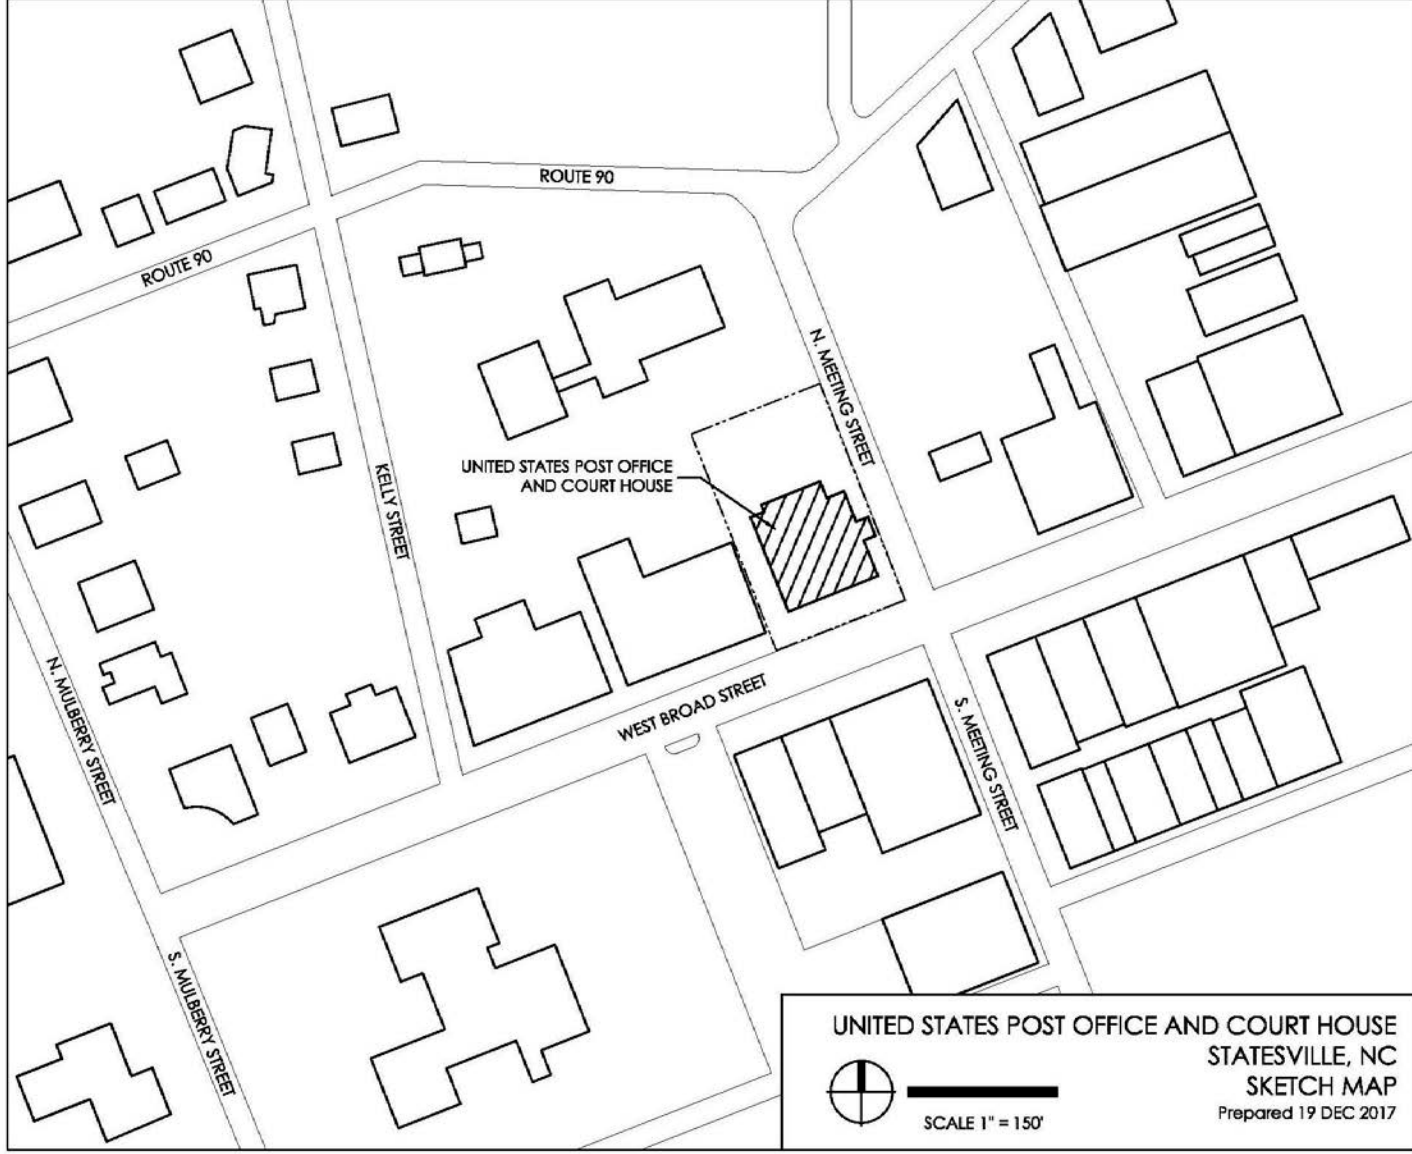 ROUTE 90
ROUTE 90
N. MEETING STREET
UNITED STATES POST OFFICE
AND COURT HOUSE
KELLY STREET
N. MULBERRY STREET
WEST BROAD STREET
S. MEETING STREET
S. MULBERRY STREET
UNITED STATES POST OFFICE AND COURT HOUSE
STATESVILLE, NC
SKETCH MAP
Prepared 19 DEC 2017
SCALE 1" = 150'